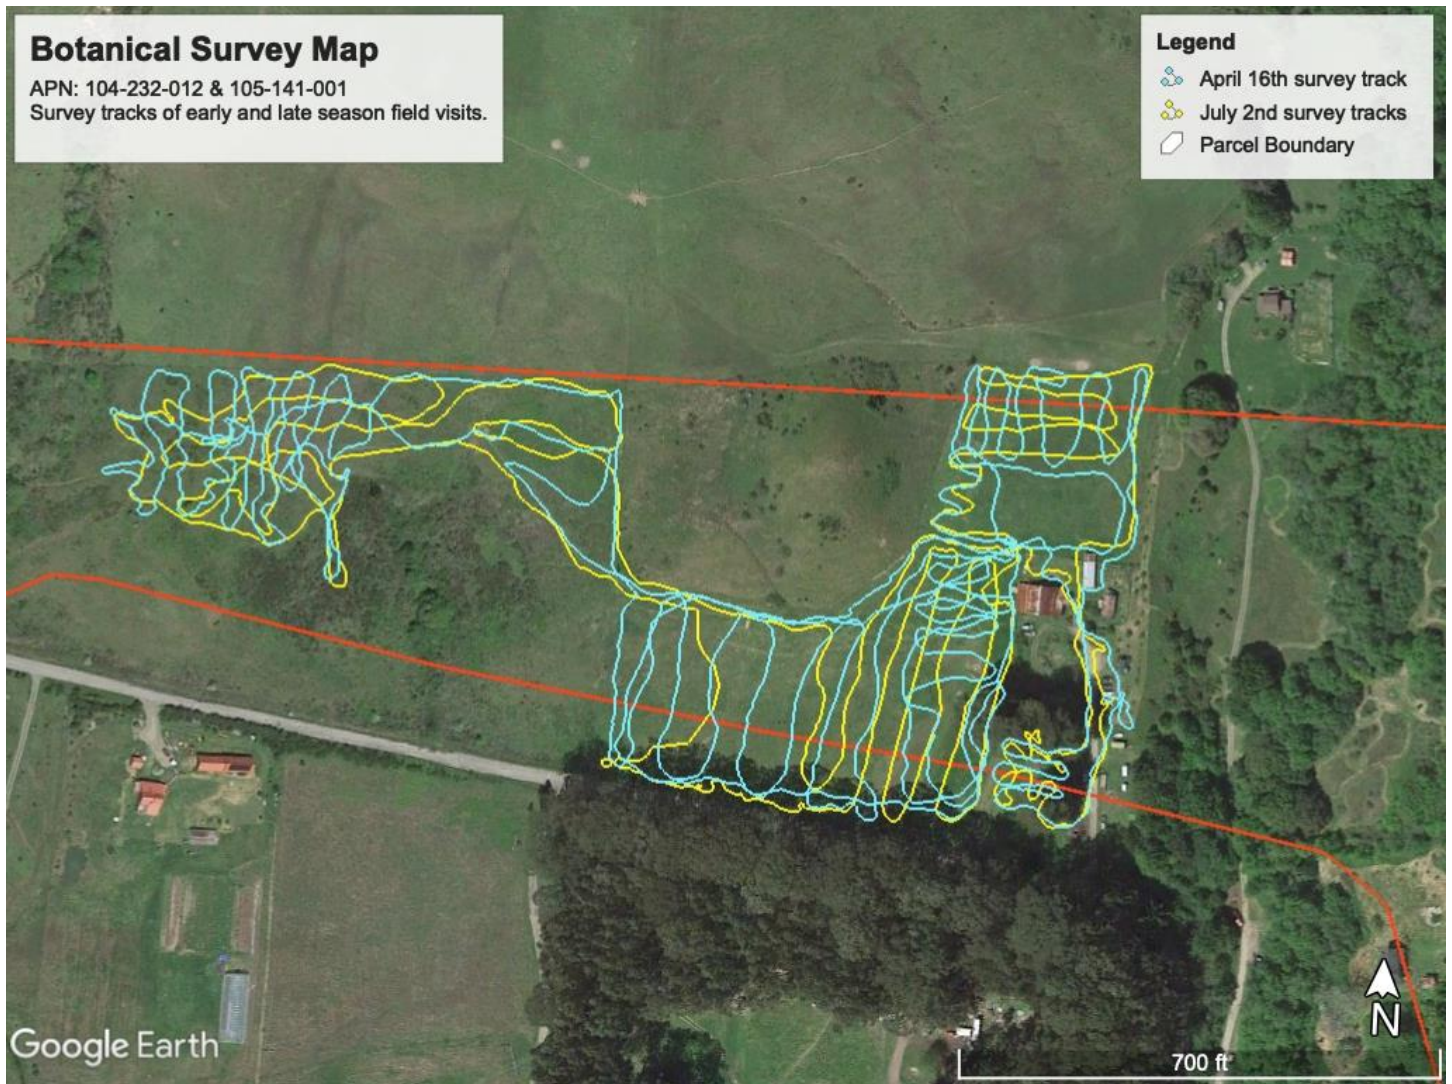 Botanical Survey Map
APN: 104-232-012 & 105-141-001
Survey tracks of early and late season field visits.
Legend
April 16th survey track
July 2nd survey tracks
Parcel Boundary
N
Google Earth
700 ft